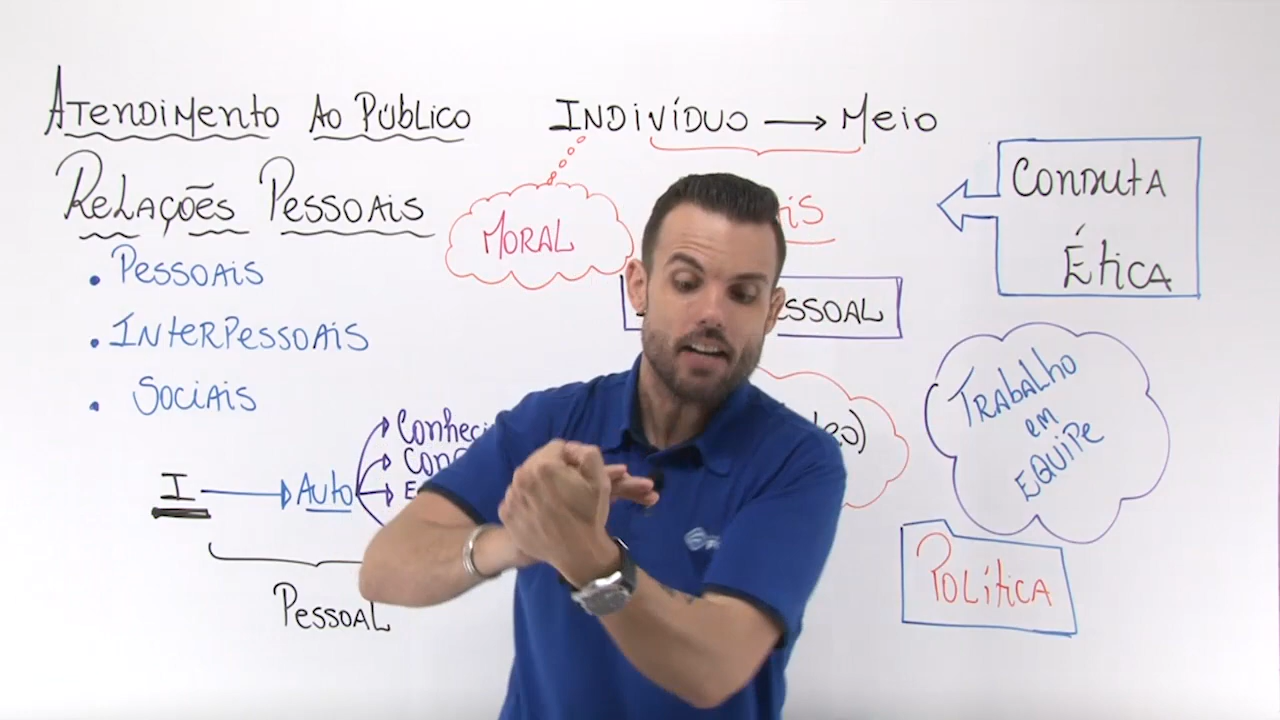 Atendimento Ao Público
Relações Pessoais
• Pessoais
• Interpessoais
• Sociais
I → Auto
Pessoal
Indivíduo → Meio
Moral
Conduta
Ética
Trabalho
em
Equipe
Política